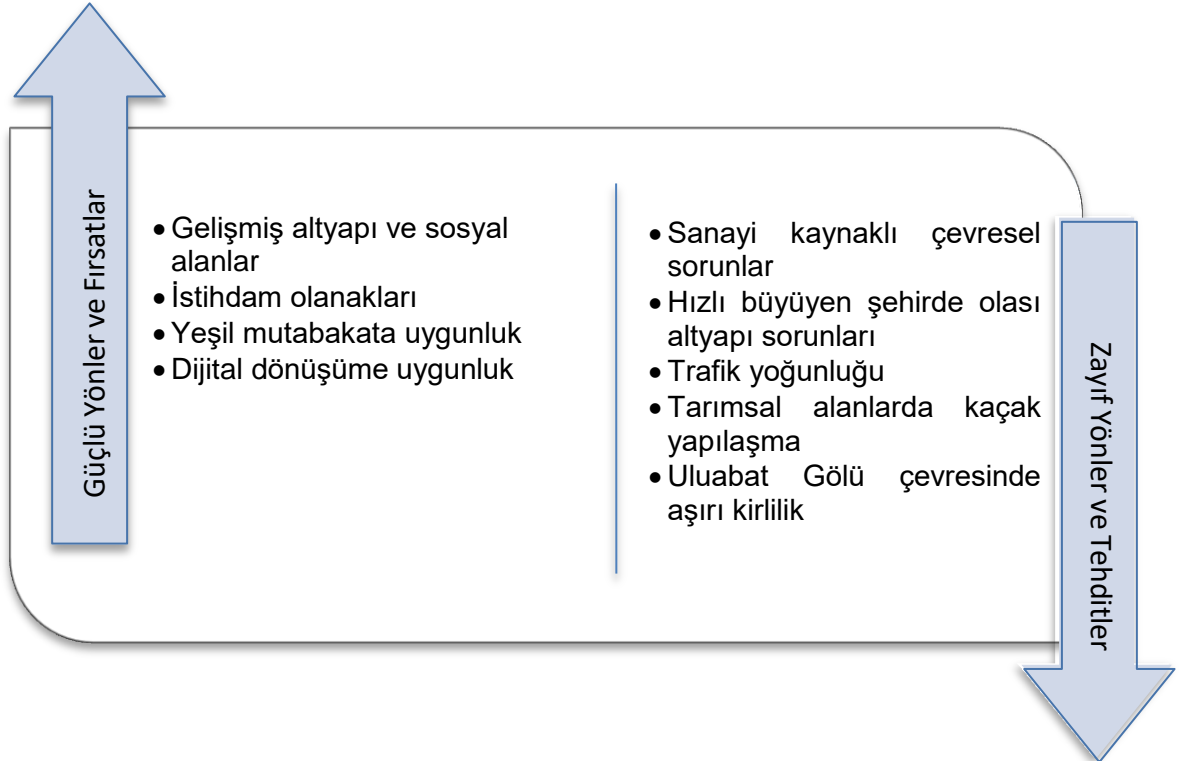 Güçlü Yönler ve Fırsatlar
• Gelişmiş altyapı ve sosyal
alanlar
• İstihdam olanakları
• Yeşil mutabakata uygunluk
• Dijital dönüşüme uygunluk
• Sanayi kaynaklı çevresel
sorunlar
• Hızlı büyüyen şehirde olası
altyapı sorunları
• Trafik yoğunluğu
• Tarımsal alanlarda kaçak
yapılaşma
• Uluabat Gölü çevresinde
aşırı kirlilik
Zayıf Yönler ve Tehditler